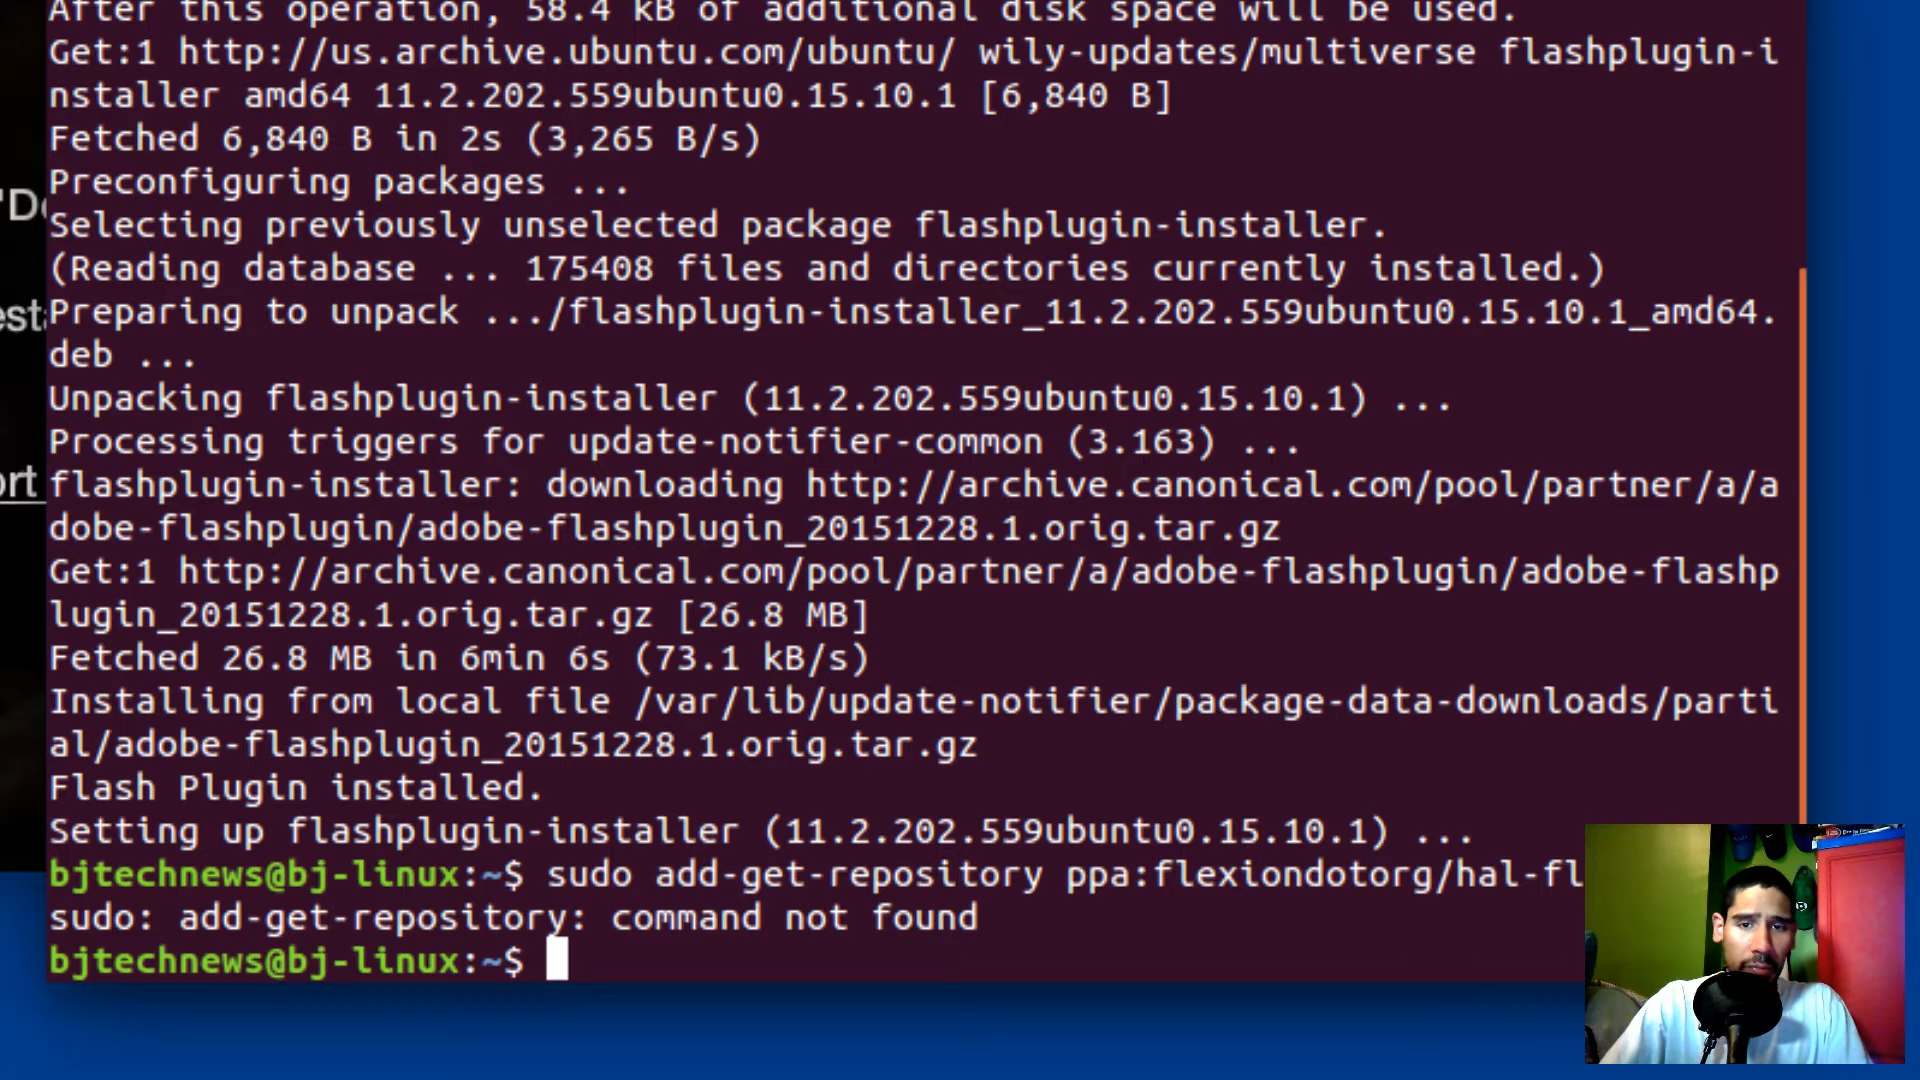 After this operation, 58.4 kB of additional disk space will be used.
Get:1 http://us.archive.ubuntu.com/ubuntu/ wily-updates/multiverse flashplugin-i
nstaller amd64 11.2.202.559ubuntu0.15.10.1 [6,840 B]
Fetched 6,840 B in 2s (3,265 B/s)
Preconfiguring packages ...
"De
Selecting previously unselected package flashplugin-installer.
(Reading database ... 175408 files and directories currently installed.)
esta
Preparing to unpack .../flashplugin-installer_11.2.202.559ubuntu0.15.10.1_amd64.
deb ...
Unpacking flashplugin-installer (11.2.202.559ubuntu0.15.10.1) ...
Processing triggers for update-notifier-common (3.163) ...
ort
flashplugin-installer: downloading http://archive.canonical.com/pool/partner/a/a
dobe-flashplugin/adobe-flashplugin_20151228.1.orig.tar.gz
Get:1 http://archive.canonical.com/pool/partner/a/adobe-flashplugin/adobe-flashp
lugin_20151228.1.orig.tar.gz [26.8 MB]
Fetched 26.8 MB in 6min 6s (73.1 kB/s)
Installing from local file /var/lib/update-notifier/package-data-downloads/parti
al/adobe-flashplugin_20151228.1.orig.tar.gz
Flash Plugin installed.
Setting up flashplugin-installer (11.2.202.559ubuntu0.15.10.1) ...
bjtechnews@bj-linux:~$ sudo add-get-repository ppa:flexiondotorg/hal-fl
sudo: add-get-repository: command not found
bjtechnews@bj-linux:~$